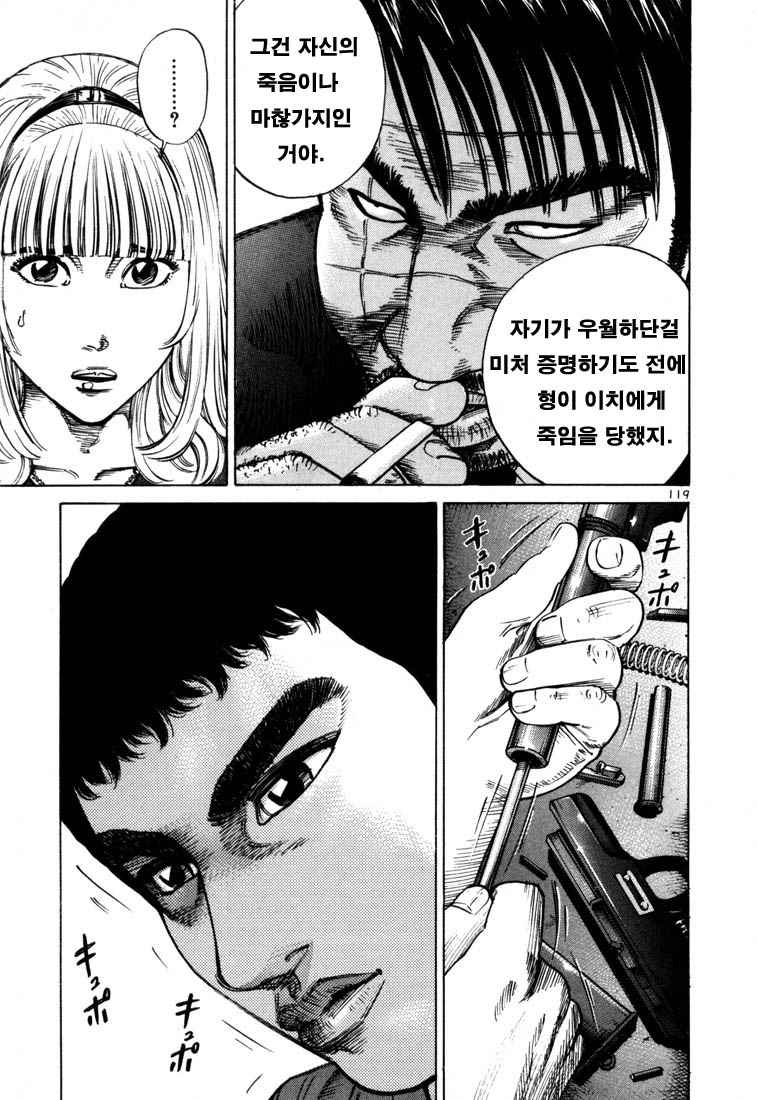 자기가 우월하단걸
미처 증명하기도 전에
형이 이치에게
죽임을 당했지.
그건 자신의
죽음이나
마찮가지인
거야.
………?
119
キュポ
キュポ
キュポ
キュポ